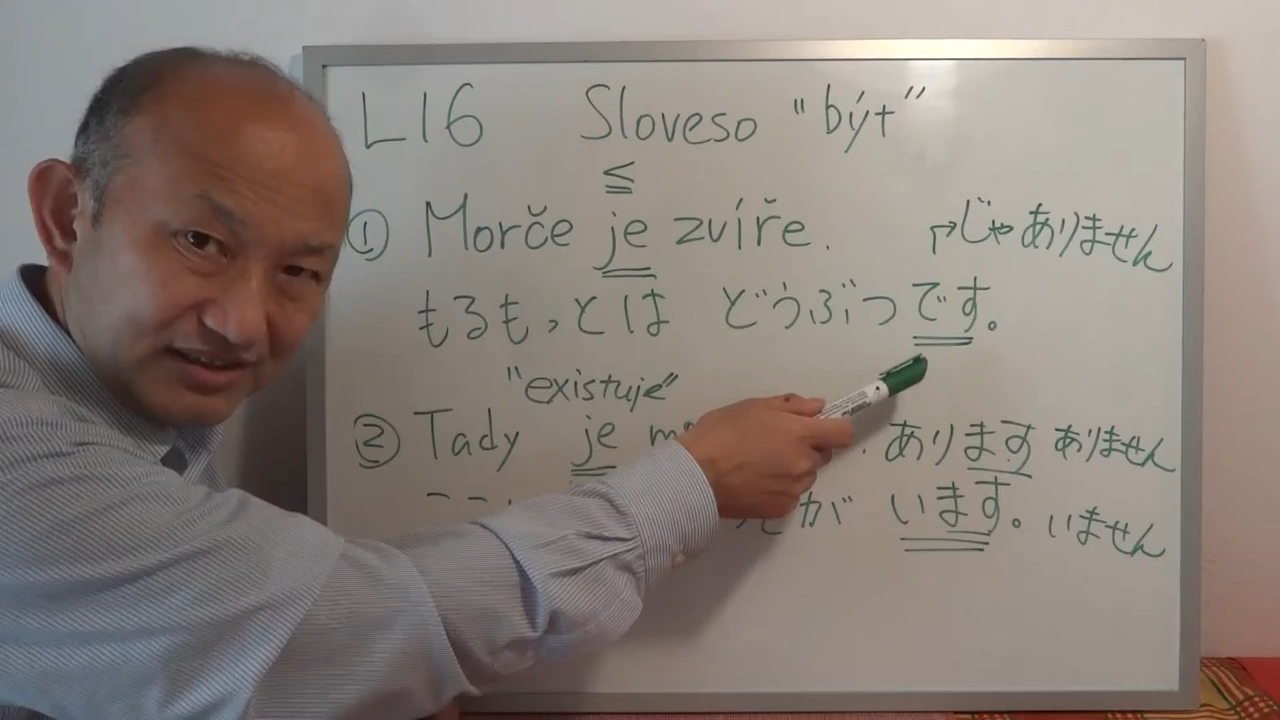 L16 Sloveso "být"
≤
① Morče je zvíře. じゃありません
もるもっとは どうぶつです。
"existuje"
② Tady je あります ありません
が います。 いません